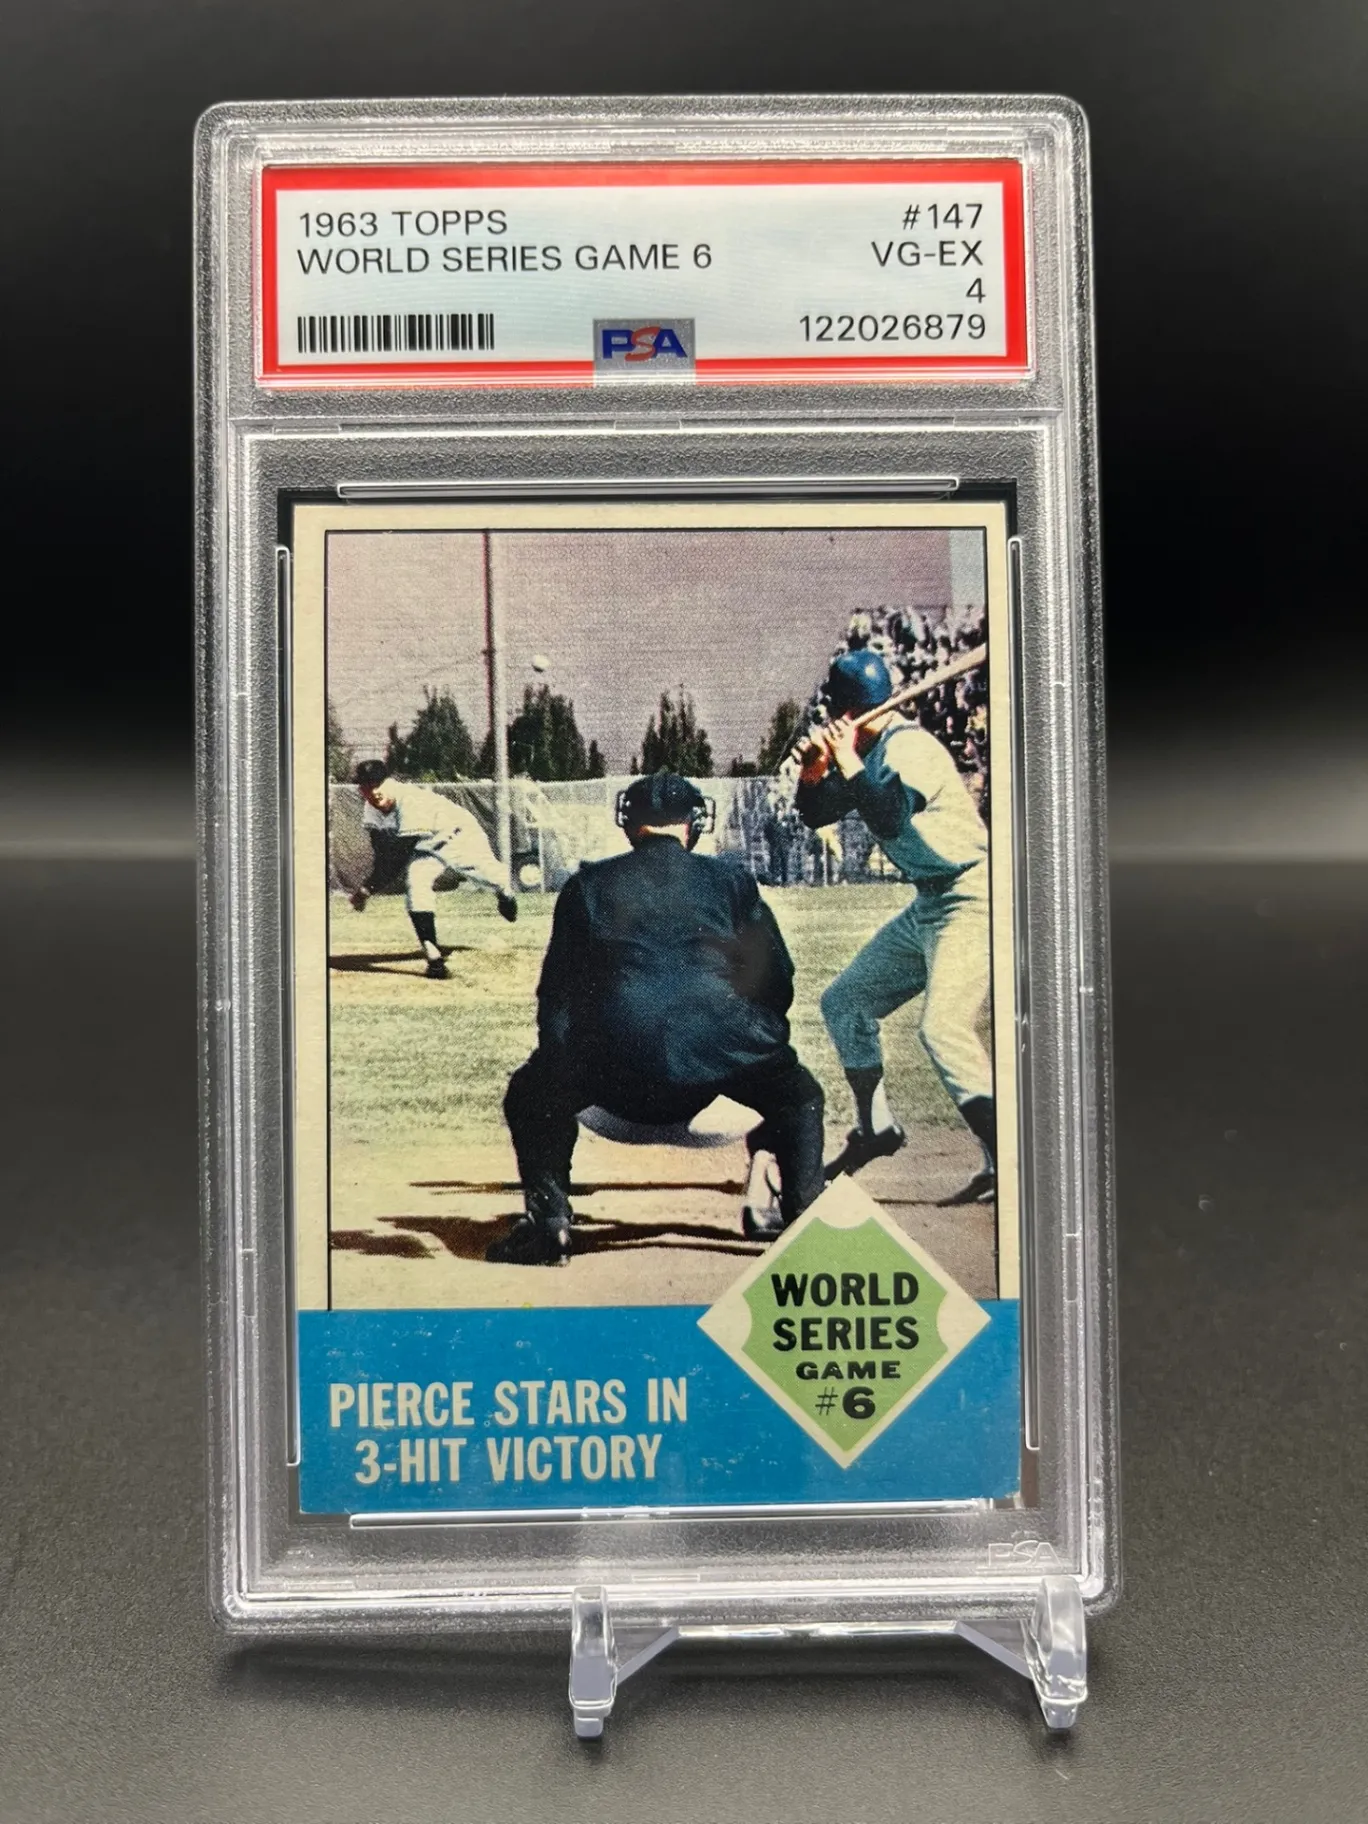 1963 TOPPS
#147
WORLD SERIES GAME 6
VG-EX
4
PSA
122026879
WORLD
SERIES
GAME
#6
PIERCE STARS IN
3-HIT VICTORY
PSA